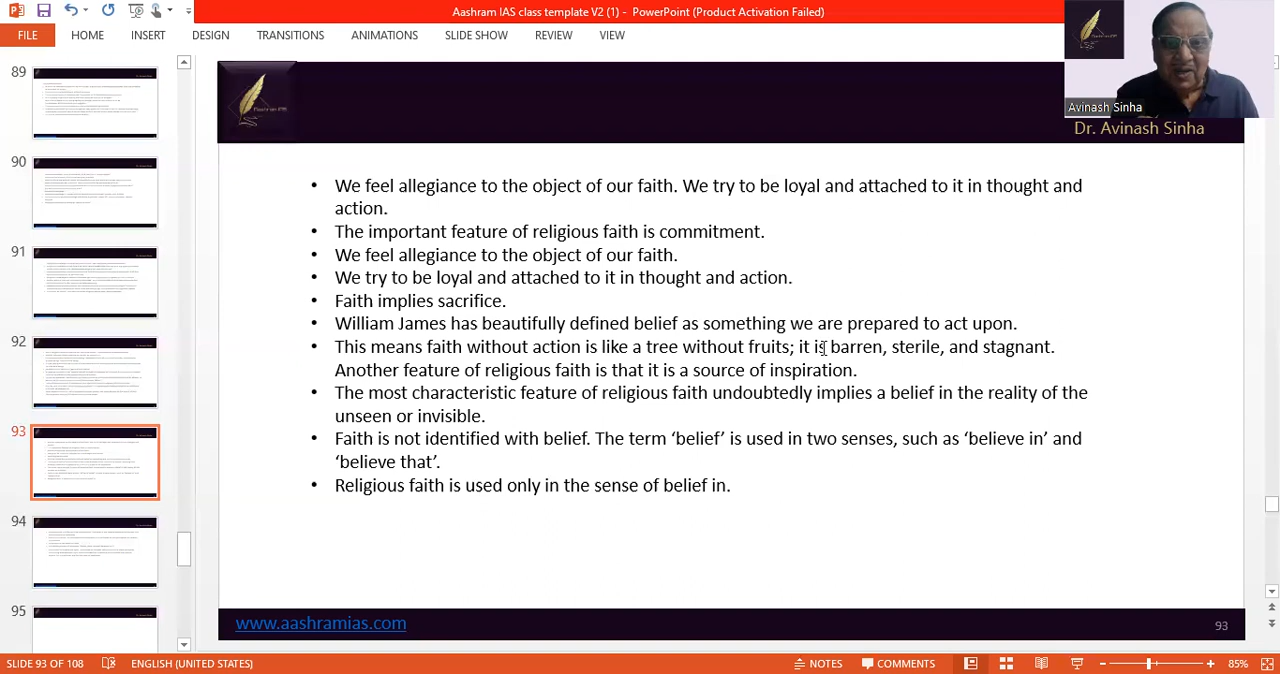 Aashram IAS class template V2 (1) - PowerPoint (Product Activation Failed)
FILE HOME INSERT DESIGN TRANSITIONS ANIMATIONS SLIDE SHOW REVIEW VIEW
Avinash Sinha
Dr. Avinash Sinha
89
90
91
92
93
94
95
• We feel allegiance to the object of our faith. We try to be loyal and attached to it in thought and
action.
• The important feature of religious faith is commitment.
• We feel allegiance to the object of our faith.
• We try to be loyal and attached to it in thought and action.
• Faith implies sacrifice.
• William James has beautifully defined belief as something we are prepared to act upon.
• This means faith without action is like a tree without fruits; it is barren, sterile, and stagnant.
Another feature of religious faith is that it is a source of inspiration.
• The most characteristic feature of religious faith undoubtedly implies a belief in the reality of the
unseen or invisible.
• Faith is not identified with belief. The term ‘belief’ is used in two senses, such as ‘believe in’ and
‘believe that’.
• Religious faith is used only in the sense of belief in.
www.aashramias.com
93
SLIDE 93 OF 108 ENGLISH (UNITED STATES) NOTES COMMENTS 85%